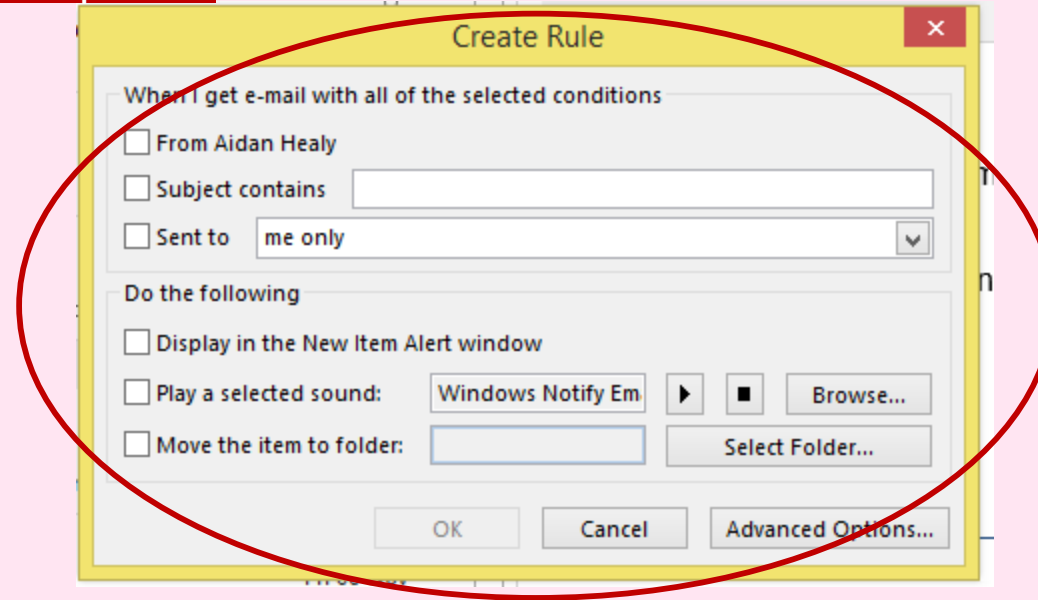 Create Rule
When I get e-mail with all of the selected conditions
From Aidan Healy
Subject contains
Sent to me only
Do the following
Display in the New Item Alert window
Play a selected sound: Windows Notify Em Browse...
Move the item to folder: Select Folder...
OK Cancel Advanced Options...